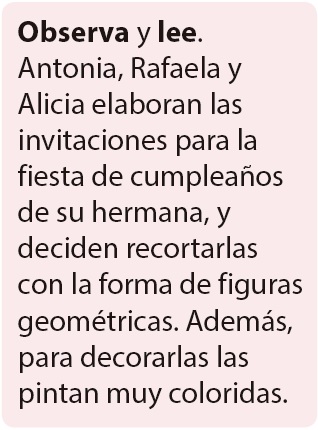 Observa y lee.
Antonia, Rafaela y
Alicia elaboran las
invitaciones para la
fiesta de cumpleaños
de su hermana, y
deciden recortarlas
con la forma de figuras
geométricas. Además,
para decorarlas las
pintan muy coloridas.